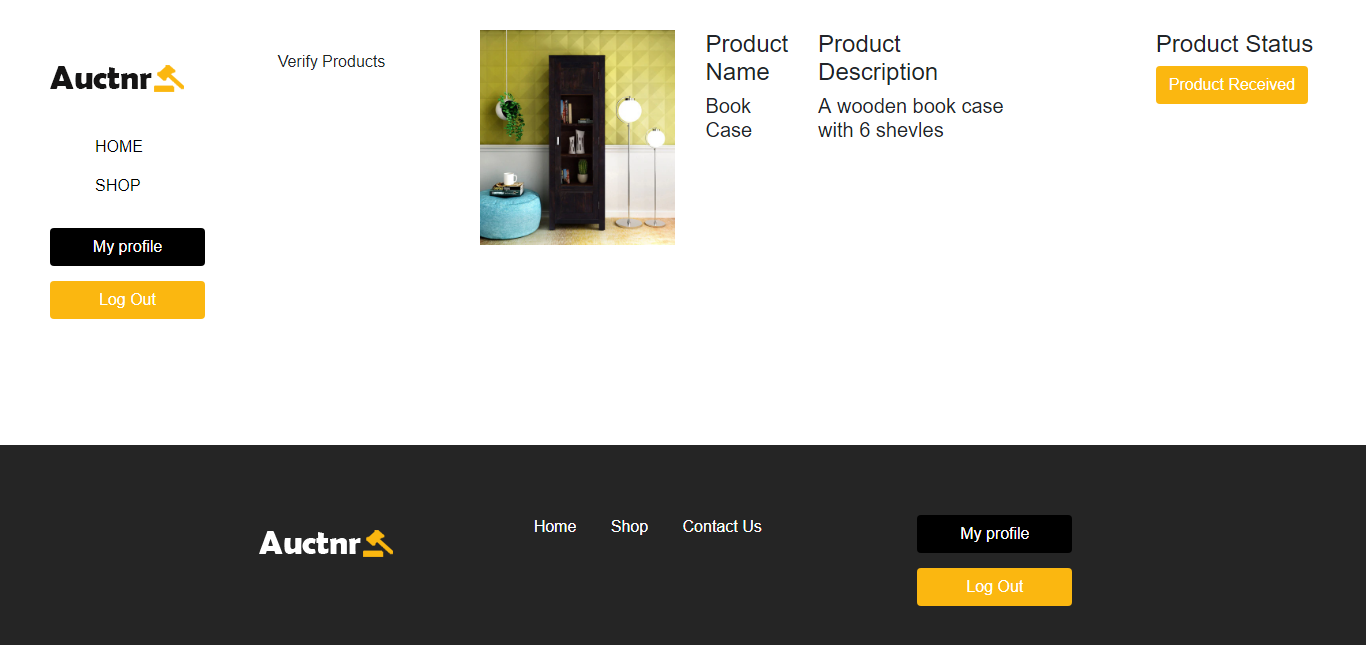 Auctnr
HOME
SHOP
My profile
Log Out
Verify Products
Product
Name
Book
Case
Product
Description
A wooden book case
with 6 shevles
Product Status
Product Received
Auctnr
Home
Shop
Contact Us
My profile
Log Out